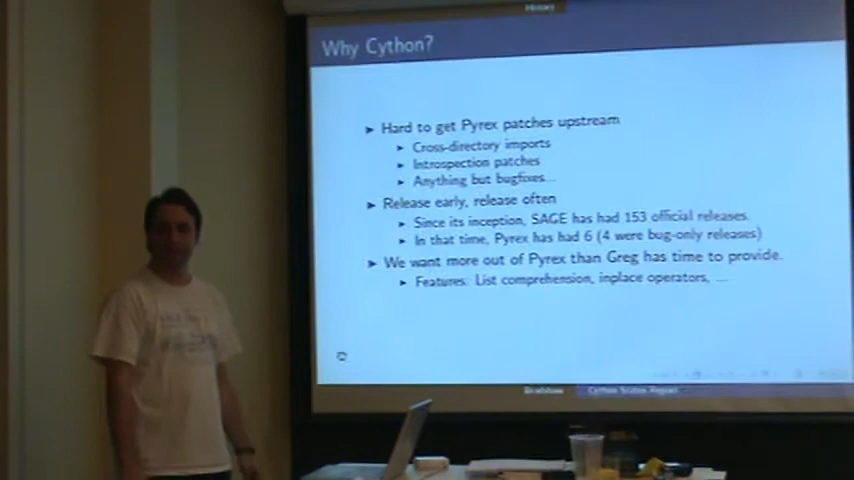 History
Why Cython?
Hard to get Pyrex patches upstream
Cross-directory imports
Introspection patches
Anything but bugfixes...
Release early, release often
Since its inception, SAGE has had 153 official releases.
In that time, Pyrex has had 6 (4 were bug-only releases)
We want more out of Pyrex than Greg has time to provide.
Features: List comprehension, inplace operators, ...
Bradshaw Cython Status Report